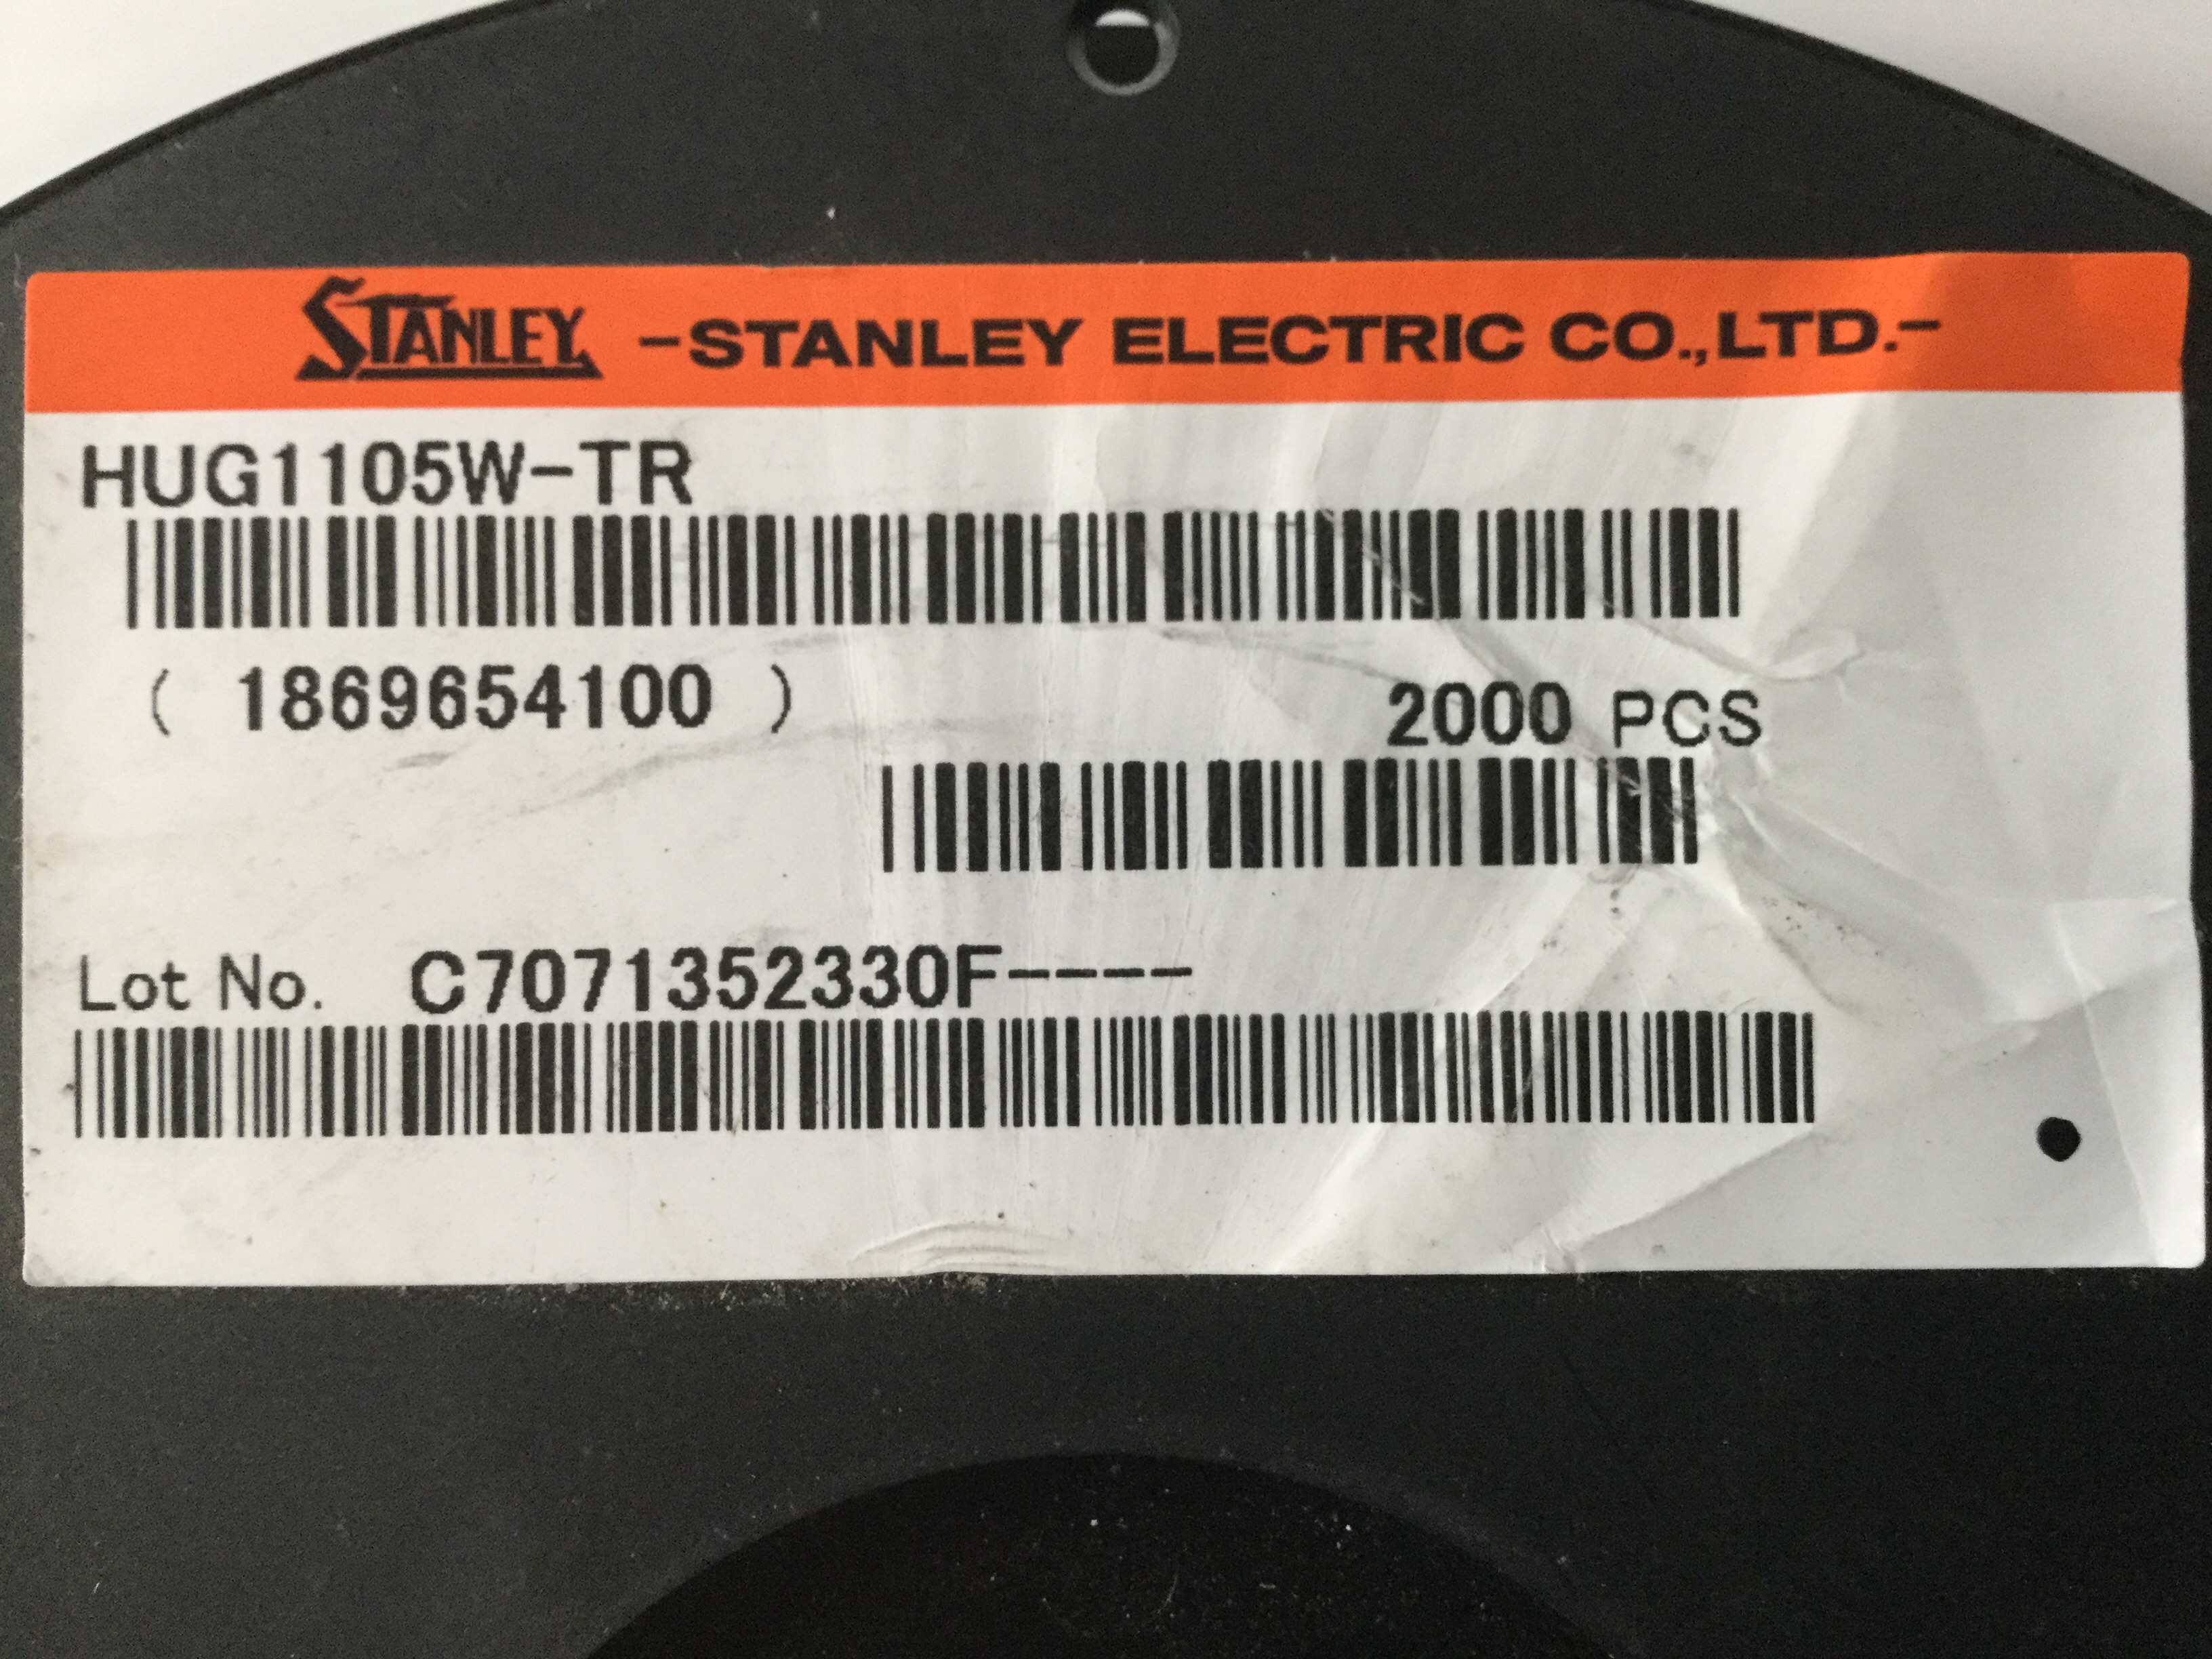 STANLEY -STANLEY ELECTRIC CO.,LTD.-
HUG1105W-TR
( 1869654100 )
2000 PCS
Lot No. C7071352330F----